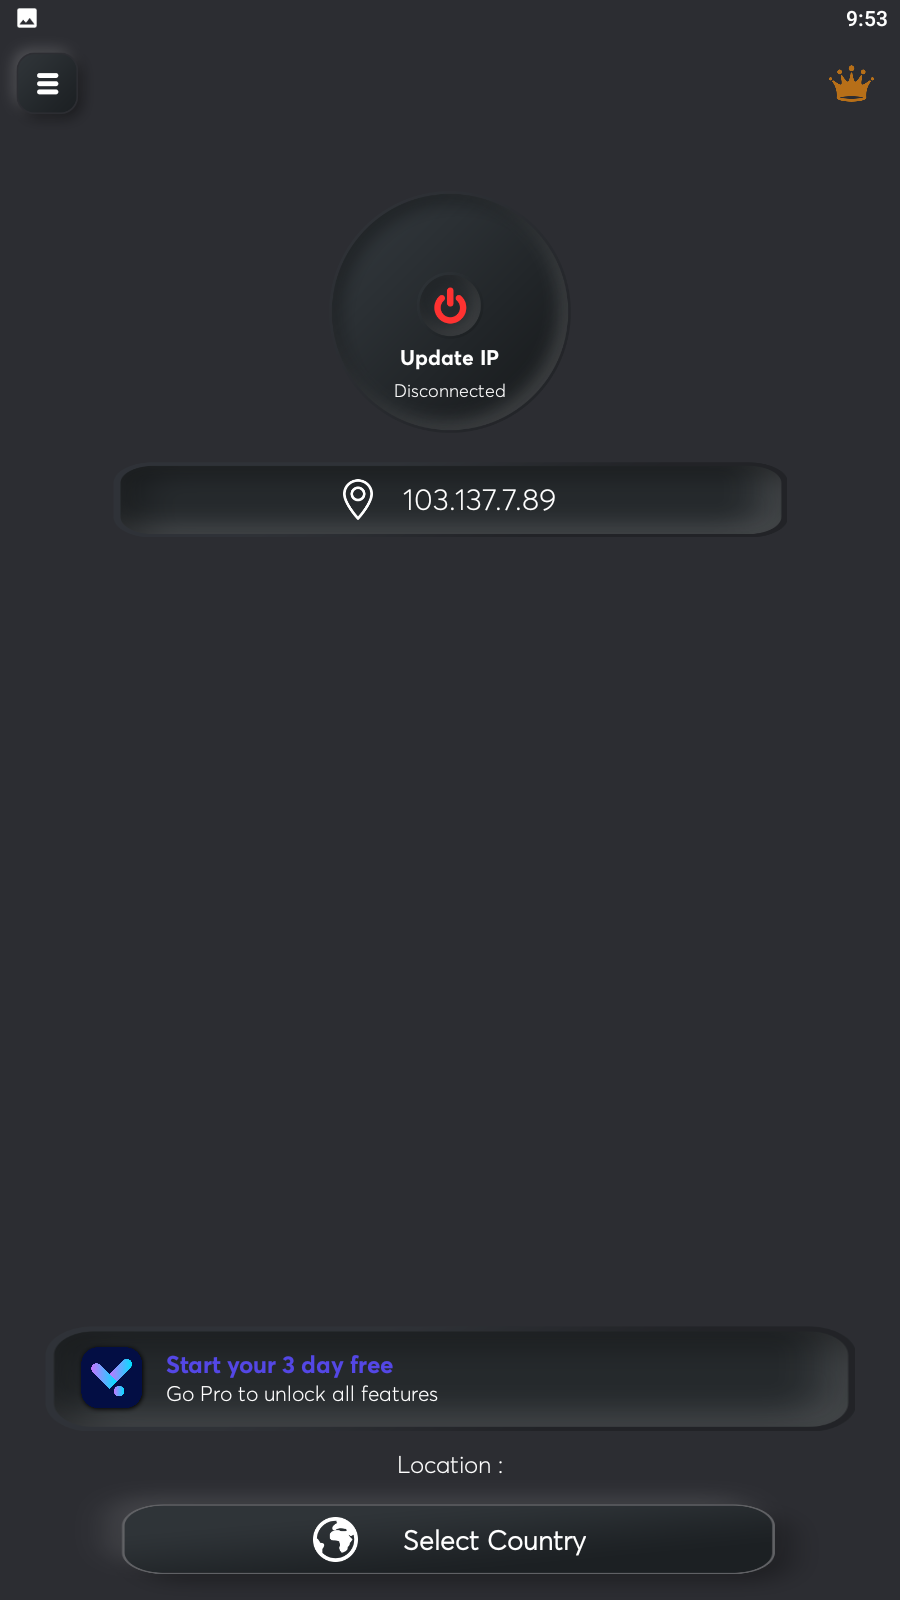 9:53
Update IP
Disconnected
103.137.7.89
Start your 3 day free
Go Pro to unlock all features
Location :
Select Country